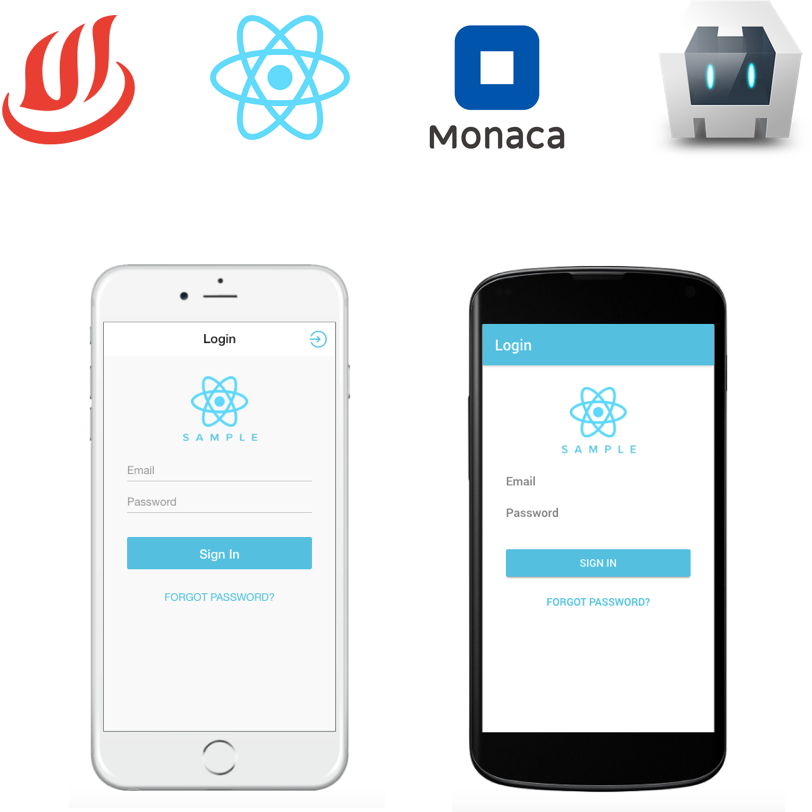 Monaca
Login
SAMPLE
Email
Password
Sign In
FORGOT PASSWORD?
Login
SAMPLE
Email
Password
SIGN IN
FORGOT PASSWORD?